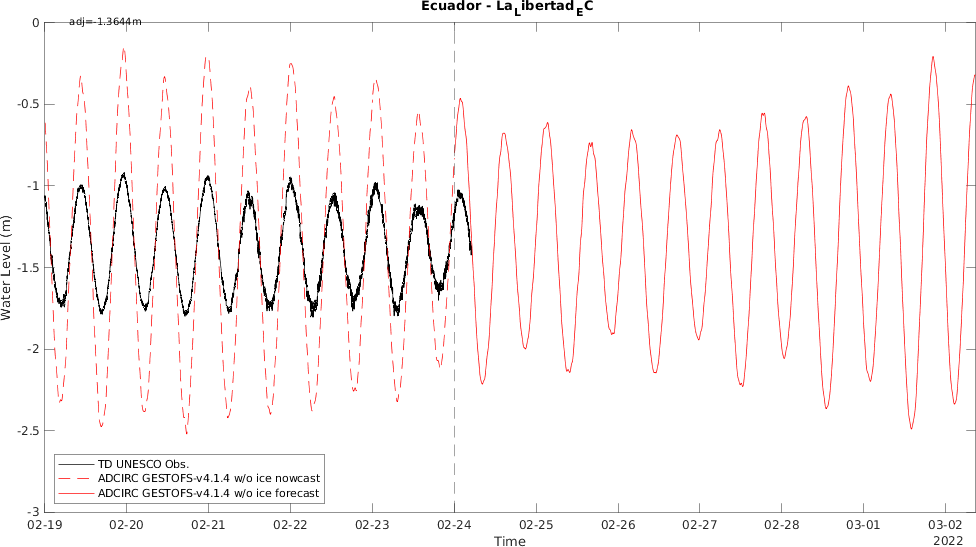 Ecuador - LaLibertadEC
adj=-1.3644m
0
-0.5
-1
-1.5
-2
-2.5
-3
Water Level (m)
TD UNESCO Obs.
ADCIRC GESTOFS-v4.1.4 w/o ice nowcast
ADCIRC GESTOFS-v4.1.4 w/o ice forecast
02-19 02-20 02-21 02-22 02-23 02-24 02-25 02-26 02-27 02-28 03-01 03-02
Time
2022